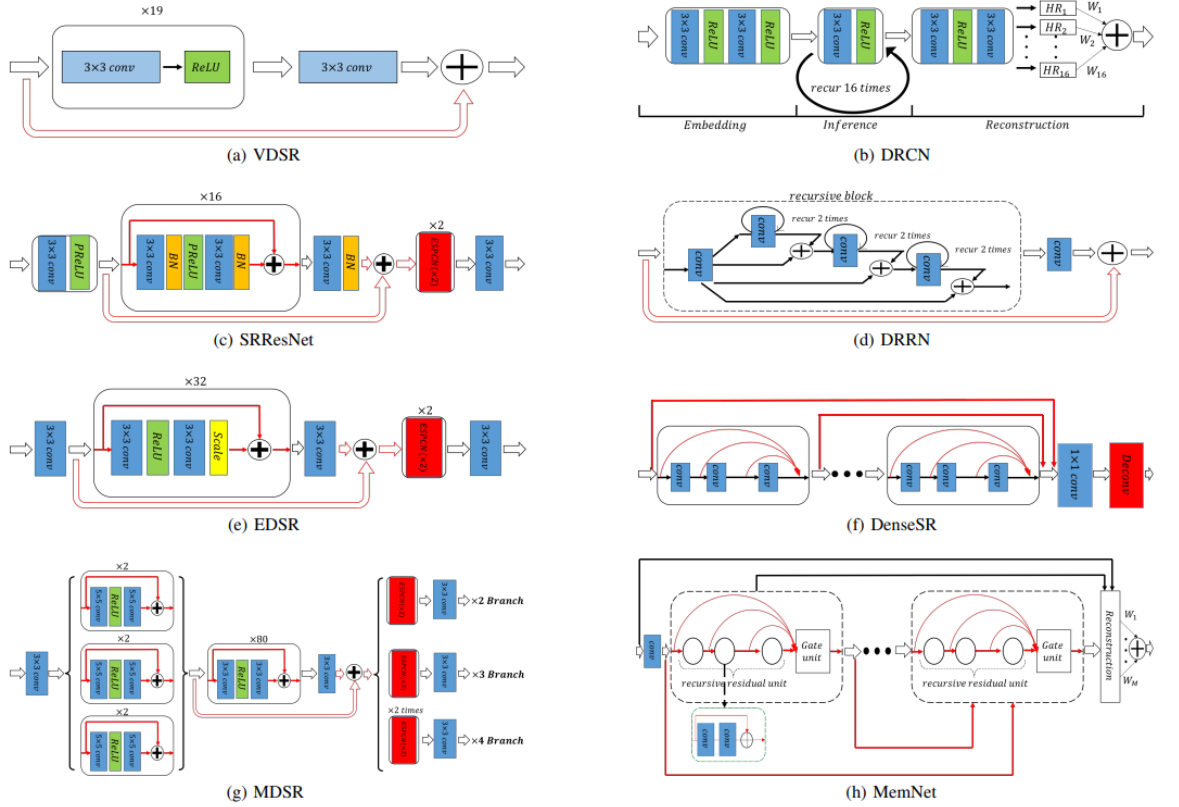 ×19
3×3 conv
ReLU
3×3 conv
(a) VDSR
3×3 conv
ReLU
3×3 conv
ReLU
3×3 conv
ReLU
3×3 conv
ReLU
3×3 conv
HR1
HR2
HR16
W1
W2
W16
recur 16 times
Embedding
Inference
Reconstruction
(b) DRCN
×16
3×3 conv
PReLU
3×3 conv
BN
PReLU
3×3 conv
BN
3×3 conv
BN
×2
ESPCN(×2)
3×3 conv
(c) SRResNet
recursive block
conv
conv
recur 2 times
conv
recur 2 times
conv
recur 2 times
conv
(d) DRRN
×32
3×3 conv
3×3 conv
ReLU
3×3 conv
Scale
3×3 conv
×2
ESPCN(×2)
3×3 conv
(e) EDSR
conv
conv
conv
conv
conv
conv
1×1 conv
Deconv
(f) DenseSR
3×3 conv
×2
5×5 conv
ReLU
5×5 conv
×2
5×5 conv
ReLU
5×5 conv
×2
5×5 conv
ReLU
5×5 conv
×80
3×3 conv
ReLU
3×3 conv
3×3 conv
ESPCN(×2)
3×3 conv
×2 Branch
3×3 conv
×3 Branch
×2 times
3×3 conv
×4 Branch
(g) MDSR
conv
Gate
unit
recursive residual unit
conv
conv
Gate
unit
recursive residual unit
Reconstruction
W1
WM
(h) MemNet